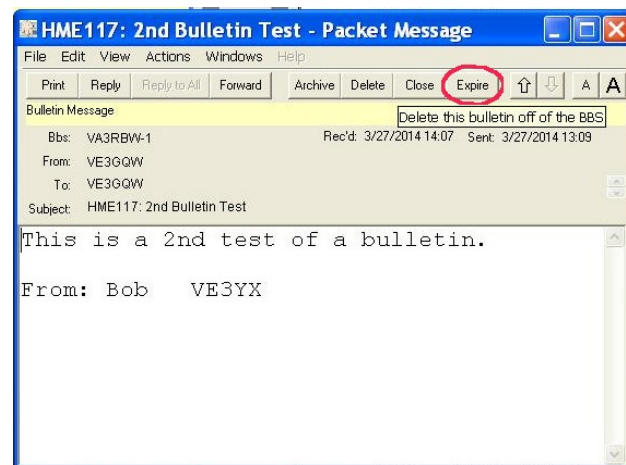 HME117: 2nd Bulletin Test - Packet Message
File Edit View Actions Windows Help
Print Reply Reply to All Forward Archive Delete Close Expire A A
Bulletin Message
Delete this bulletin off of the BBS
Bbs: VA3RBW-1 Rec'd: 3/27/2014 14:07 Sent: 3/27/2014 13:09
From: VE3GQW
To: VE3GQW
Subject: HME117: 2nd Bulletin Test
This is a 2nd test of a bulletin.
From: Bob VE3YX